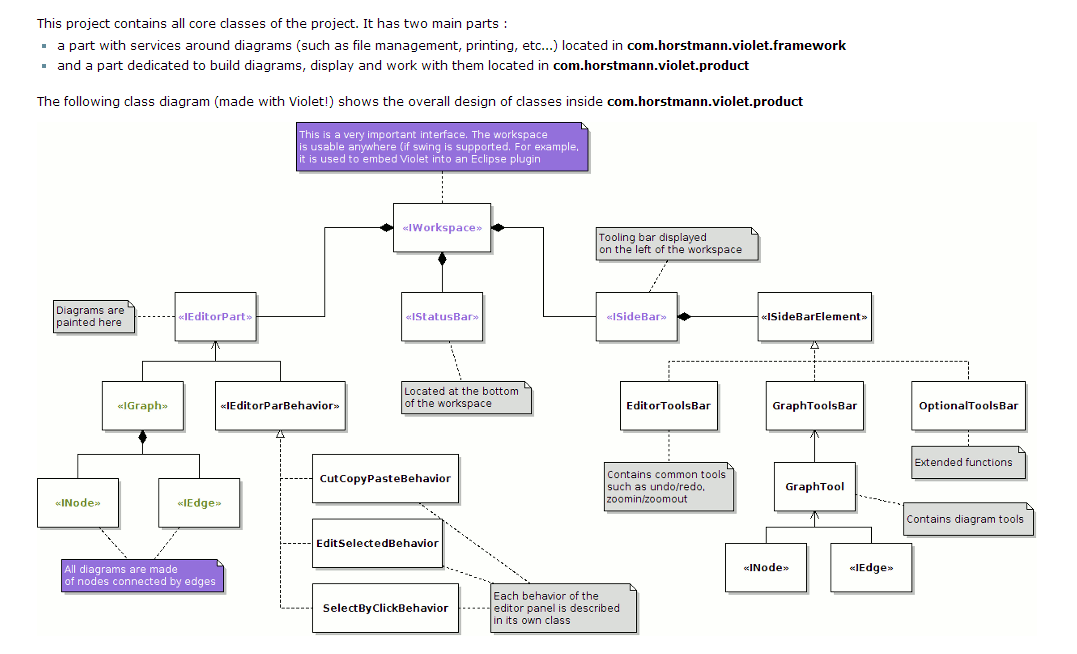 This project contains all core classes of the project. It has two main parts :
a part with services around diagrams (such as file management, printing, etc...) located in com.horstmann.violet.framework
and a part dedicated to build diagrams, display and work with them located in com.horstmann.violet.product
The following class diagram (made with Violet!) shows the overall design of classes inside com.horstmann.violet.product
This is a very important interface. The workspace
is usable anywhere (if swing is supported. For example,
it is used to embed Violet into an Eclipse plugin
«IWorkspace»
Tooling bar displayed
on the left of the workspace
Diagrams are
painted here
«IEditorPart»
«IStatusBar»
«ISideBar»
«ISideBarElement»
«IGraph»
«IEditorParBehavior»
Located at the bottom
of the workspace
EditorToolsBar
GraphToolsBar
OptionalToolsBar
Extended functions
Contains common tools
such as undo/redo,
zoomin/zoomout
GraphTool
Contains diagram tools
«INode»
«IEdge»
CutCopyPasteBehavior
EditSelectedBehavior
SelectByClickBehavior
«INode»
«IEdge»
All diagrams are made
of nodes connected by edges
Each behavior of the
editor panel is described
in its own class